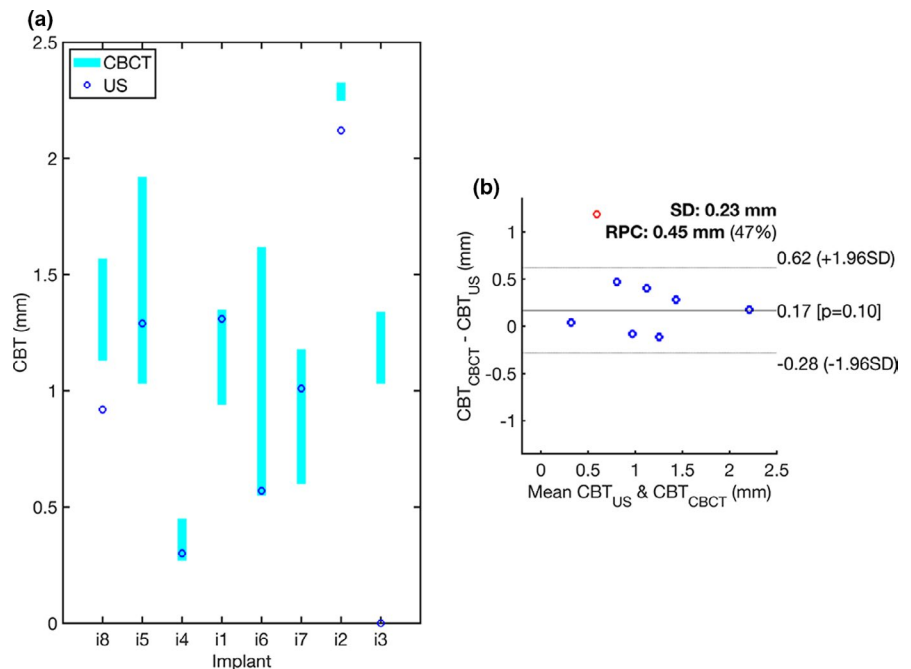 (a)
2.5
2
1.5
1
0.5
0
CBCT
US
CBT (mm)
i8 i5 i4 i1 i6 i7 i2 i3
Implant
(b)
SD: 0.23 mm
RPC: 0.45 mm (47%)
1
0.5
0
-0.5
-1
0.62 (+1.96SD)
0.17 [p=0.10]
-0.28 (-1.96SD)
CBT_CBCT - CBT_US (mm)
0 0.5 1 1.5 2 2.5
Mean CBT_US & CBT_CBCT (mm)